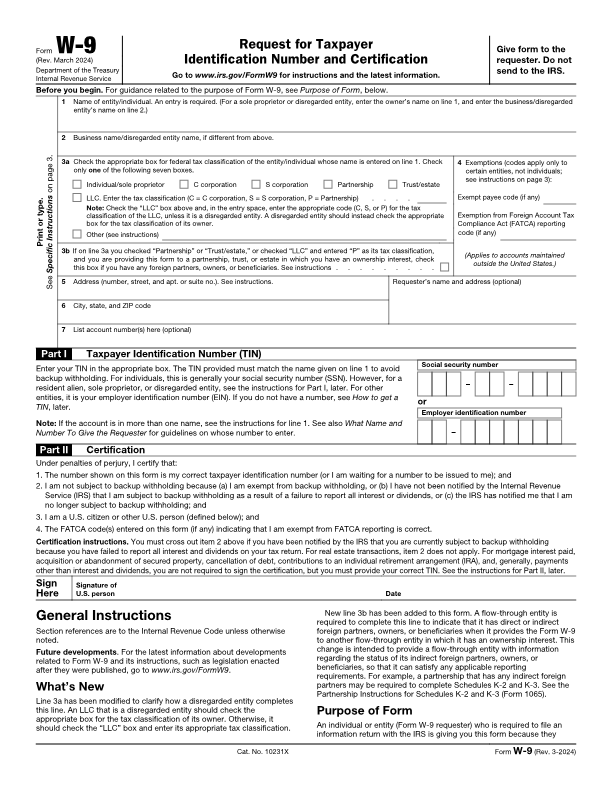 Form W-9
(Rev. March 2024)
Department of the Treasury
Internal Revenue Service
Request for Taxpayer
Identification Number and Certification
Go to www.irs.gov/FormW9 for instructions and the latest information.
Give form to the
requester. Do not
send to the IRS.
Before you begin. For guidance related to the purpose of Form W-9, see Purpose of Form, below.
Print or type.
See Specific Instructions on page 3.
1 Name of entity/individual. An entry is required. (For a sole proprietor or disregarded entity, enter the owner's name on line 1, and enter the business/disregarded
entity's name on line 2.)
2 Business name/disregarded entity name, if different from above.
3a Check the appropriate box for federal tax classification of the entity/individual whose name is entered on line 1. Check
only one of the following seven boxes.
Individual/sole proprietor C corporation S corporation Partnership Trust/estate
LLC. Enter the tax classification (C = C corporation, S = S corporation, P = Partnership) . . . .
Note: Check the "LLC" box above and, in the entry space, enter the appropriate code (C, S, or P) for the tax
classification of the LLC, unless it is a disregarded entity. A disregarded entity should instead check the appropriate
box for the tax classification of its owner.
Other (see instructions)
3b If on line 3a you checked "Partnership" or "Trust/estate," or checked "LLC" and entered "P" as its tax classification,
and you are providing this form to a partnership, trust, or estate in which you have an ownership interest, check
this box if you have any foreign partners, owners, or beneficiaries. See instructions . . . . . . . . .
4 Exemptions (codes apply only to
certain entities, not individuals;
see instructions on page 3):
Exempt payee code (if any)
Exemption from Foreign Account Tax
Compliance Act (FATCA) reporting
code (if any)
(Applies to accounts maintained
outside the United States.)
5 Address (number, street, and apt. or suite no.). See instructions.
Requester's name and address (optional)
6 City, state, and ZIP code
7 List account number(s) here (optional)
Part I Taxpayer Identification Number (TIN)
Enter your TIN in the appropriate box. The TIN provided must match the name given on line 1 to avoid
backup withholding. For individuals, this is generally your social security number (SSN). However, for a
resident alien, sole proprietor, or disregarded entity, see the instructions for Part I, later. For other
entities, it is your employer identification number (EIN). If you do not have a number, see How to get a
TIN, later.
Note: If the account is in more than one name, see the instructions for line 1. See also What Name and
Number To Give the Requester for guidelines on whose number to enter.
Social security number
– –
or
Employer identification number
–
Part II Certification
Under penalties of perjury, I certify that:
1. The number shown on this form is my correct taxpayer identification number (or I am waiting for a number to be issued to me); and
2. I am not subject to backup withholding because (a) I am exempt from backup withholding, or (b) I have not been notified by the Internal Revenue
Service (IRS) that I am subject to backup withholding as a result of a failure to report all interest or dividends, or (c) the IRS has notified me that I am
no longer subject to backup withholding; and
3. I am a U.S. citizen or other U.S. person (defined below); and
4. The FATCA code(s) entered on this form (if any) indicating that I am exempt from FATCA reporting is correct.
Certification instructions. You must cross out item 2 above if you have been notified by the IRS that you are currently subject to backup withholding
because you have failed to report all interest and dividends on your tax return. For real estate transactions, item 2 does not apply. For mortgage interest paid,
acquisition or abandonment of secured property, cancellation of debt, contributions to an individual retirement arrangement (IRA), and, generally, payments
other than interest and dividends, you are not required to sign the certification, but you must provide your correct TIN. See the instructions for Part II, later.
Sign
Here
Signature of
U.S. person
Date
General Instructions
Section references are to the Internal Revenue Code unless otherwise
noted.
Future developments. For the latest information about developments
related to Form W-9 and its instructions, such as legislation enacted
after they were published, go to www.irs.gov/FormW9.
What's New
Line 3a has been modified to clarify how a disregarded entity completes
this line. An LLC that is a disregarded entity should check the
appropriate box for the tax classification of its owner. Otherwise, it
should check the "LLC" box and enter its appropriate tax classification.
New line 3b has been added to this form. A flow-through entity is
required to complete this line to indicate that it has direct or indirect
foreign partners, owners, or beneficiaries when it provides the Form W-9
to another flow-through entity in which it has an ownership interest. This
change is intended to provide a flow-through entity with information
regarding the status of its indirect foreign partners, owners, or
beneficiaries, so that it can satisfy any applicable reporting
requirements. For example, a partnership that has any indirect foreign
partners may be required to complete Schedules K-2 and K-3. See the
Partnership Instructions for Schedules K-2 and K-3 (Form 1065).
Purpose of Form
An individual or entity (Form W-9 requester) who is required to file an
information return with the IRS is giving you this form because they
Cat. No. 10231X
Form W-9 (Rev. 3-2024)